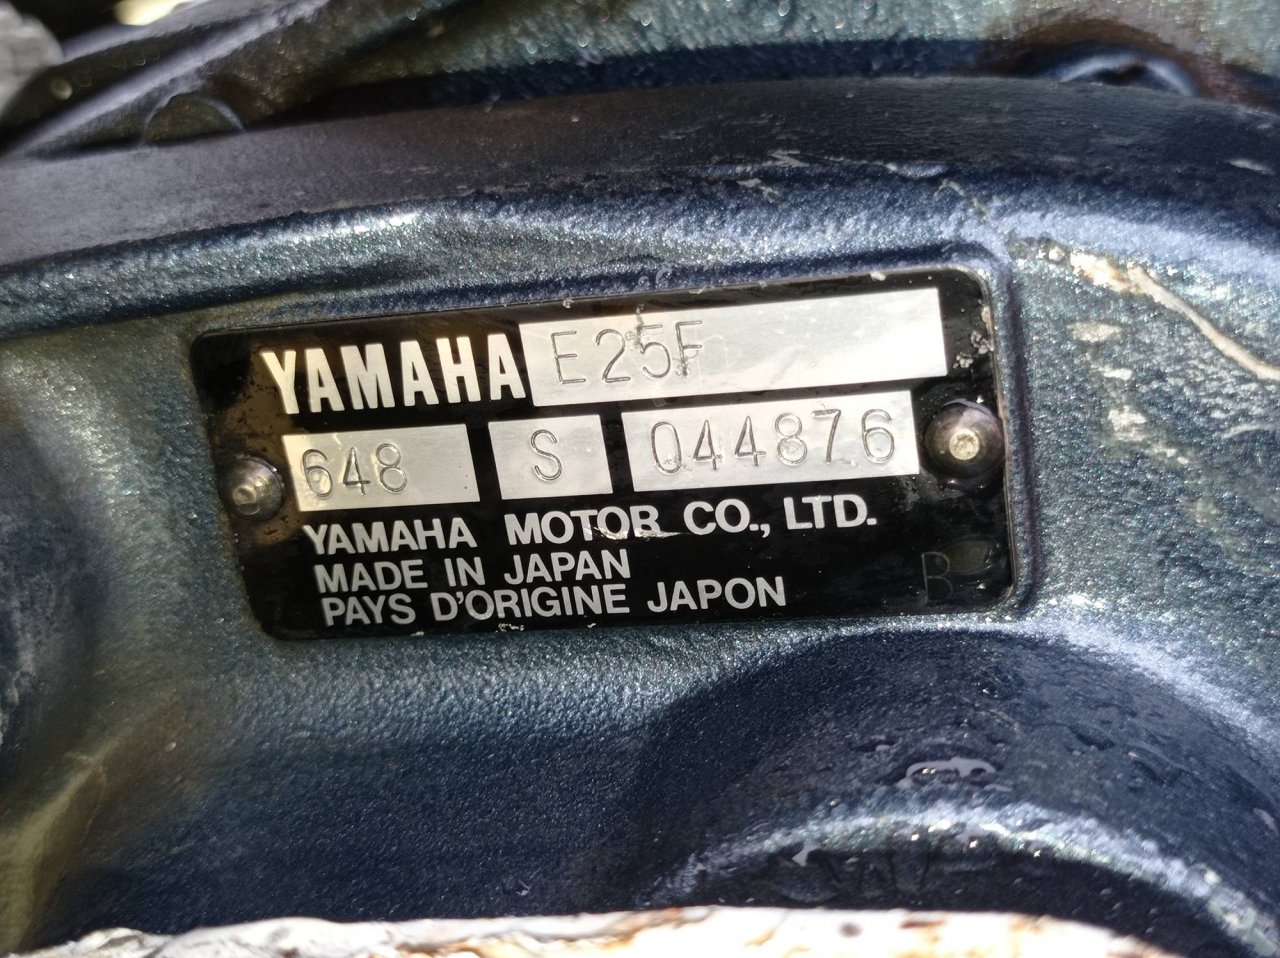 YAMAHA E25F
648 S 044876
YAMAHA MOTOR CO., LTD.
MADE IN JAPAN
PAYS D'ORIGINE JAPON
B